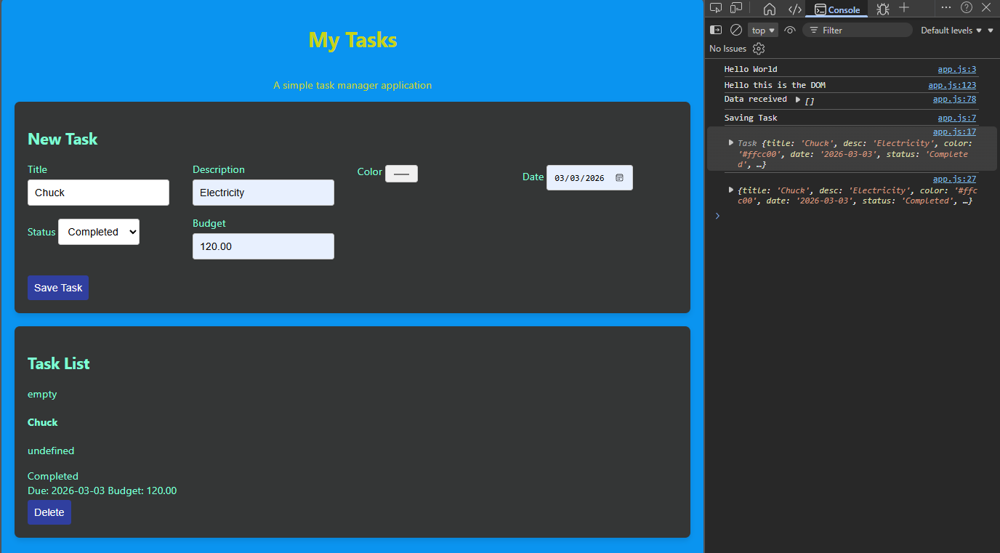 My Tasks
A simple task manager application
New Task
Title
Chuck
Description
Electricity
Color
Date 03/03/2026
Status Completed
Budget
120.00
Save Task
Task List
empty
Chuck
undefined
Completed
Due: 2026-03-03 Budget: 120.00
Delete
Console
top
Filter
Default levels
No Issues
Hello World app.js:3
Hello this is the DOM app.js:123
Data received [] app.js:78
Saving Task app.js:7
app.js:17
Task {title: 'Chuck', desc: 'Electricity', color:
'#ffcc00', date: '2026-03-03', status: 'Complete
d', …}
app.js:27
{title: 'Chuck', desc: 'Electricity', color: '#ffc
c00', date: '2026-03-03', status: 'Completed', …}